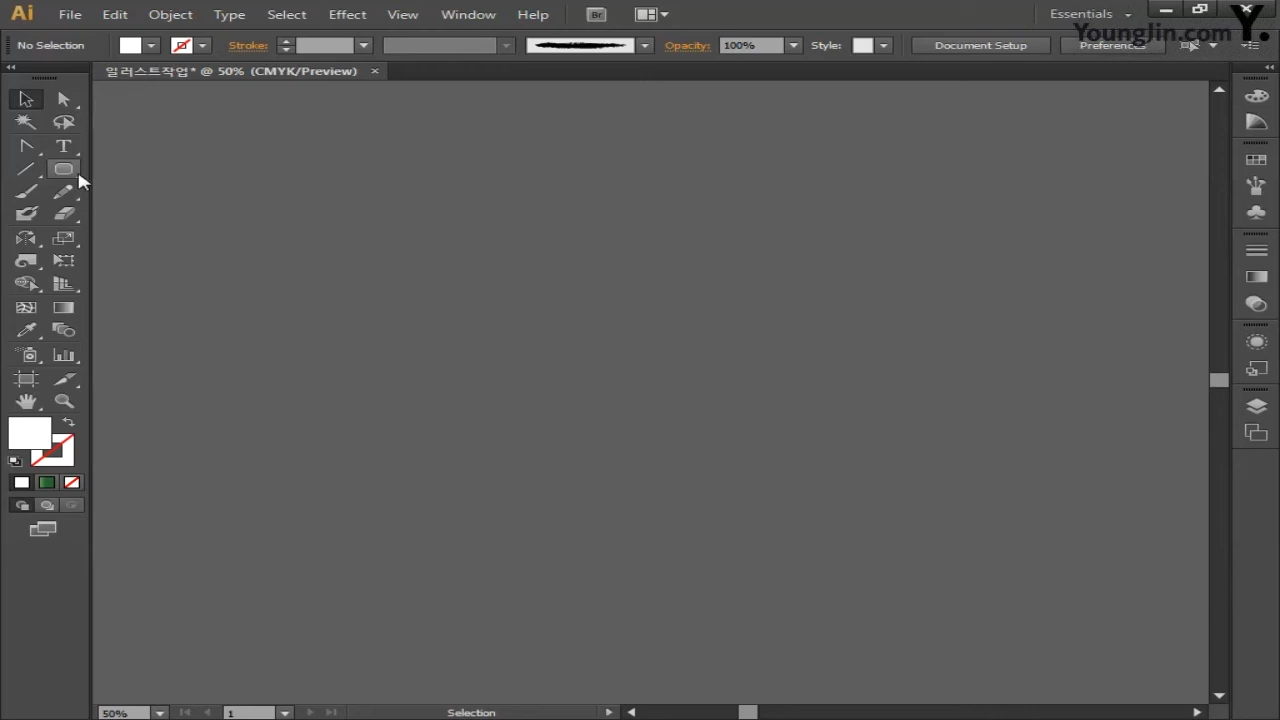 Ai File Edit Object Type Select Effect View Window Help Br Essentials
YoungJin.com Y.
No Selection Stroke: Opacity: 100% Style: Document Setup Preferences
일러스트작업* @ 50% (CMYK/Preview) ×
T
50% 1 Selection